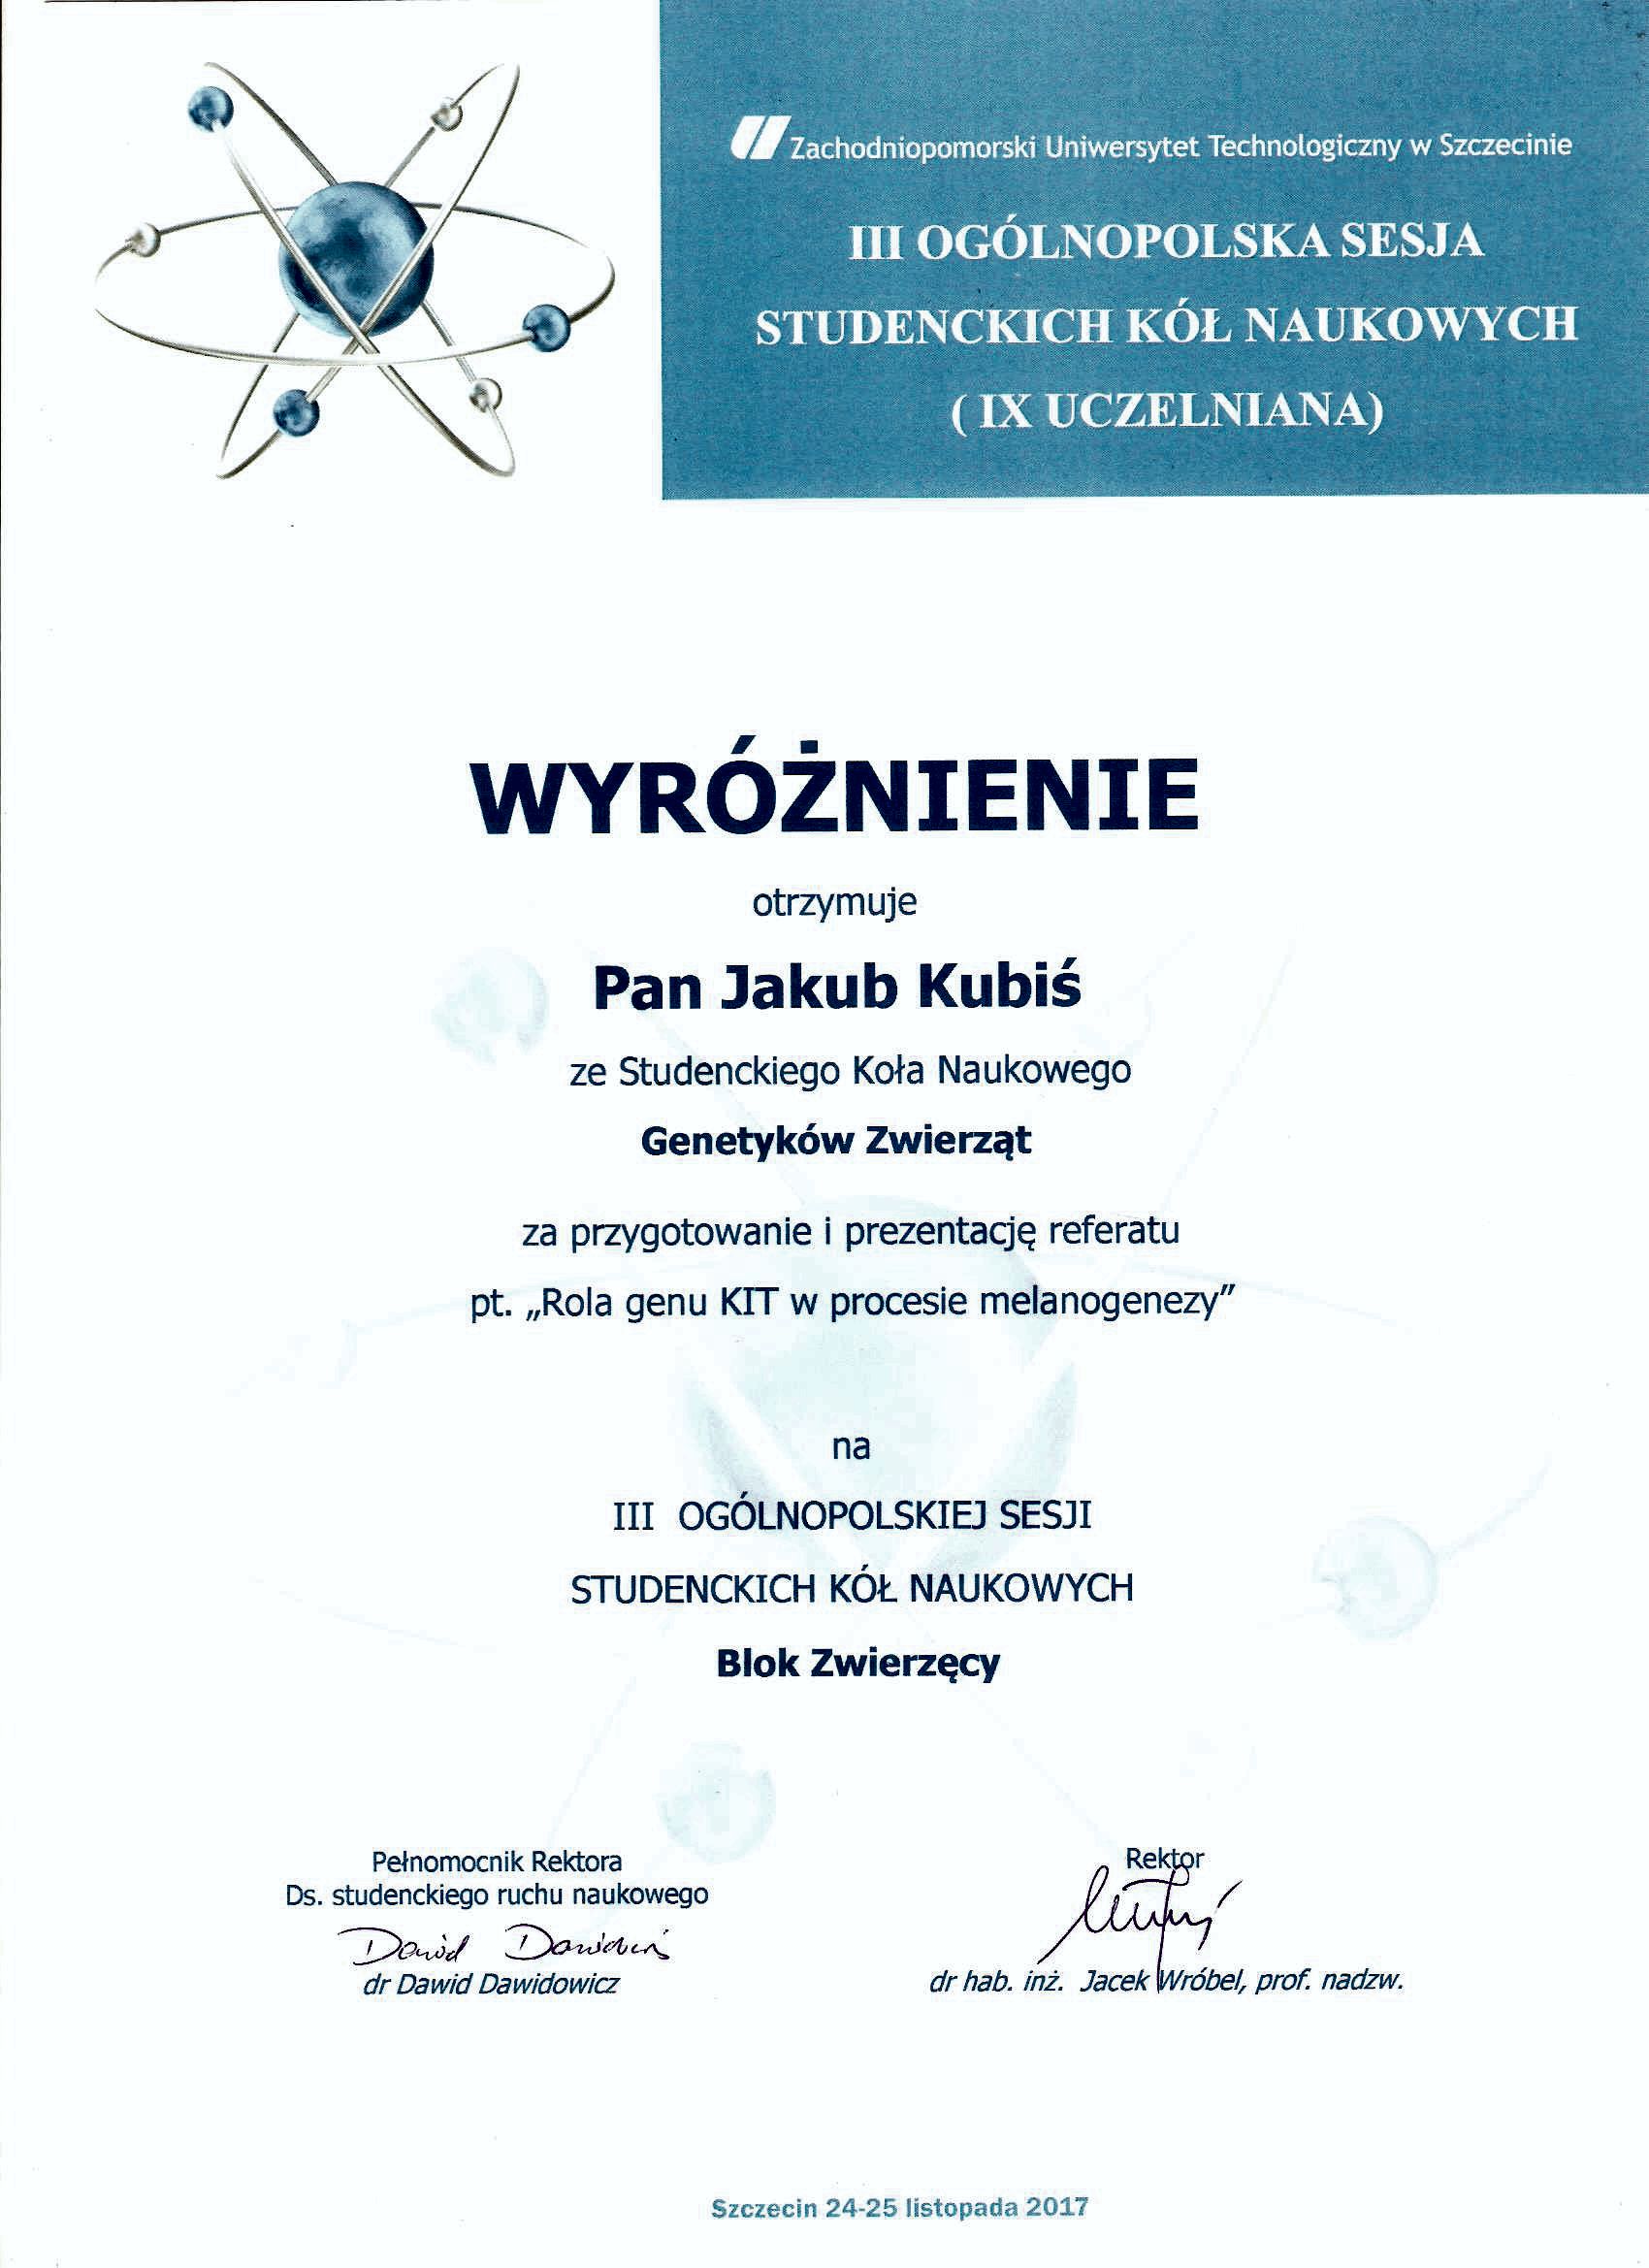 Zachodniopomorski Uniwersytet Technologiczny w Szczecinie
III OGÓLNOPOLSKA SESJA
STUDENCKICH KÓŁ NAUKOWYCH
( IX UCZELNIANA)
WYRÓŻNIENIE
otrzymuje
Pan Jakub Kubiś
ze Studenckiego Koła Naukowego
Genetyków Zwierząt
za przygotowanie i prezentację referatu
pt. „Rola genu KIT w procesie melanogenezy”
na
III OGÓLNOPOLSKIEJ SESJI
STUDENCKICH KÓŁ NAUKOWYCH
Blok Zwierzęcy
Pełnomocnik Rektora
Ds. studenckiego ruchu naukowego
dr Dawid Dawidowicz
Rektor
dr hab. inż. Jacek Wróbel, prof. nadzw.
Szczecin 24-25 listopada 2017